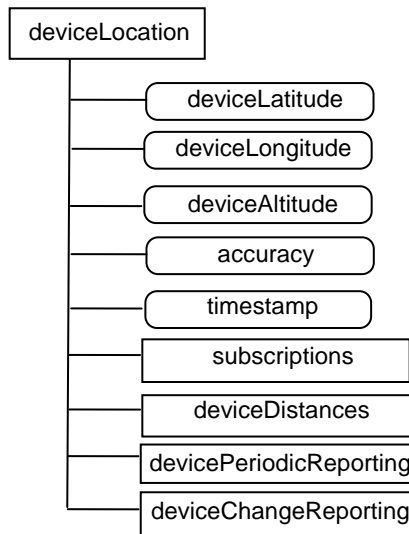 deviceLocation
deviceLatitude
deviceLongitude
deviceAltitude
accuracy
timestamp
subscriptions
deviceDistances
devicePeriodicReporting
deviceChangeReporting